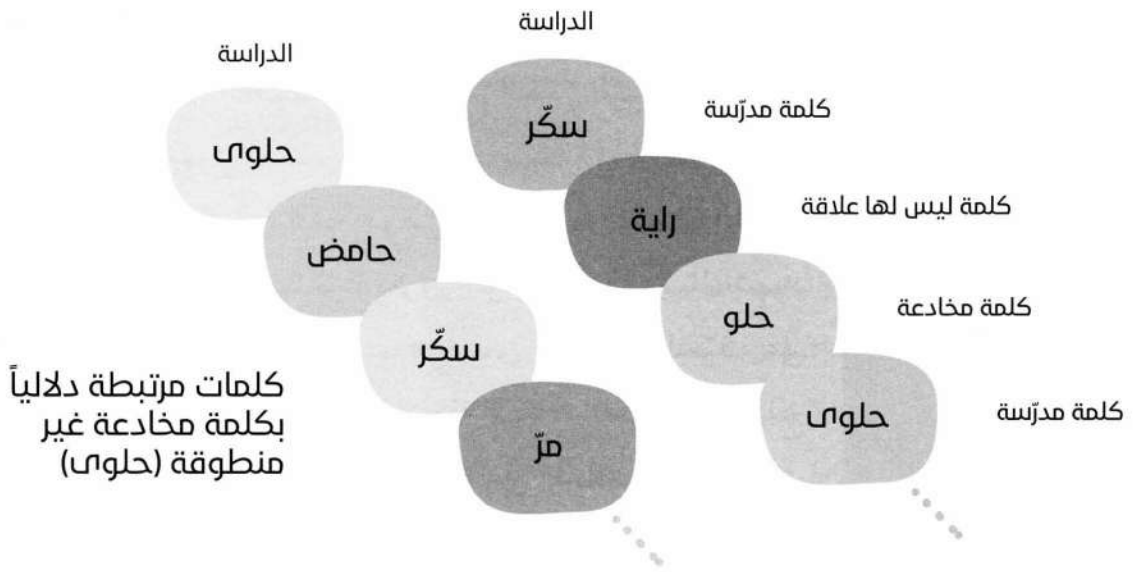 الدراسة
سكّر
كلمة مدرّسة
راية
كلمة ليس لها علاقة
حلو
كلمة مخادعة
حلوى
كلمة مدرّسة
الدراسة
حلوى
حامض
سكّر
مرّ
كلمات مرتبطة دلالياً
بكلمة مخادعة غير
منطوقة (حلوى)